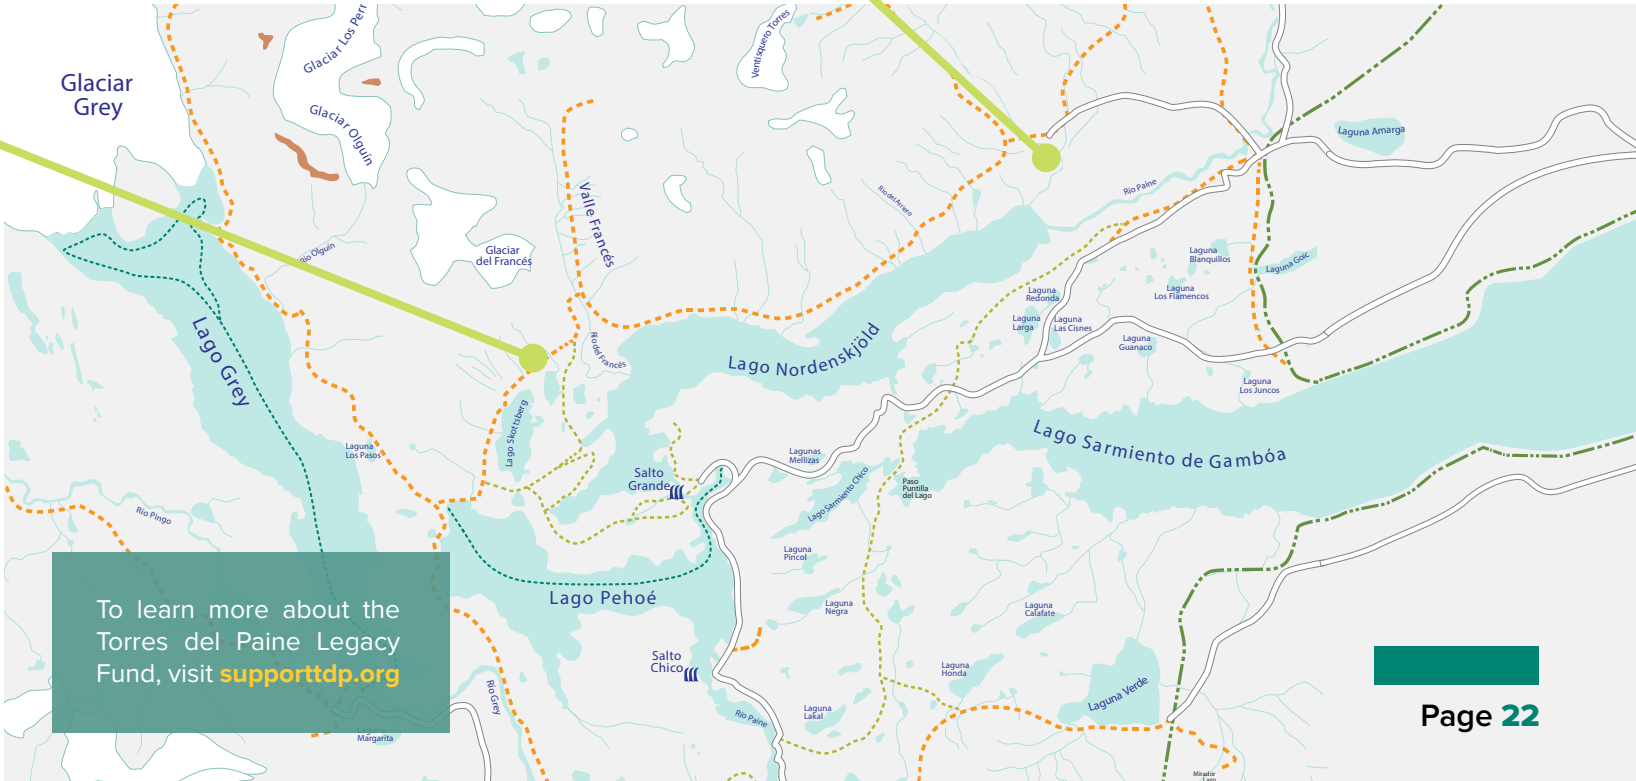 Glaciar
Grey
Glaciar Los Perr
Glaciar Olguín
Ventisquero Torres
Laguna Amarga
Río Paine
Río del Arriero
Valle Francés
Glaciar
del Francés
Río Olguín
Laguna
Blanquillos
Laguna Goic
Laguna
Los Flamencos
Laguna
Redonda
Laguna
Larga
Laguna
Las Cisnes
Laguna
Guanaco
Laguna
Los Juncos
Lago Grey
Río del Francés
Lago Nordenskjöld
Lago Skottsberg
Laguna
Los Pasos
Lago Sarmiento de Gambóa
Salto
Grande
Lagunas
Mellizas
Lago Sarmiento Chico
Paso
Puntilla
del Lago
Río Pingo
Laguna
Pincol
Lago Pehoé
Laguna
Negra
Laguna
Calafate
Salto
Chico
Laguna
Honda
Laguna Verde
Río Grey
Laguna
Lakal
Río Paine
Margarita
Mirador
Lazo
To learn more about the
Torres del Paine Legacy
Fund, visit supporttdp.org
Page 22